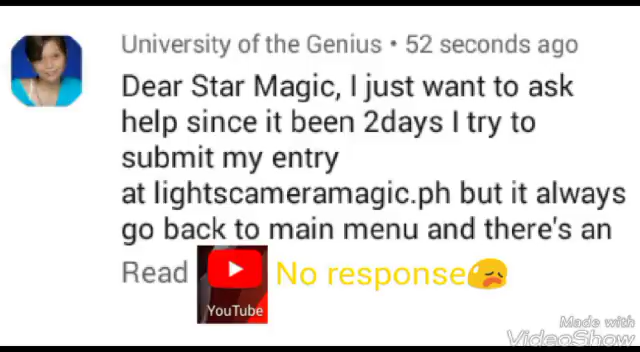 University of the Genius • 52 seconds ago
Dear Star Magic, I just want to ask
help since it been 2days I try to
submit my entry
at lightscameramagic.ph but it always
go back to main menu and there's an
Read
YouTube
No response😥
Made with
VideoShow